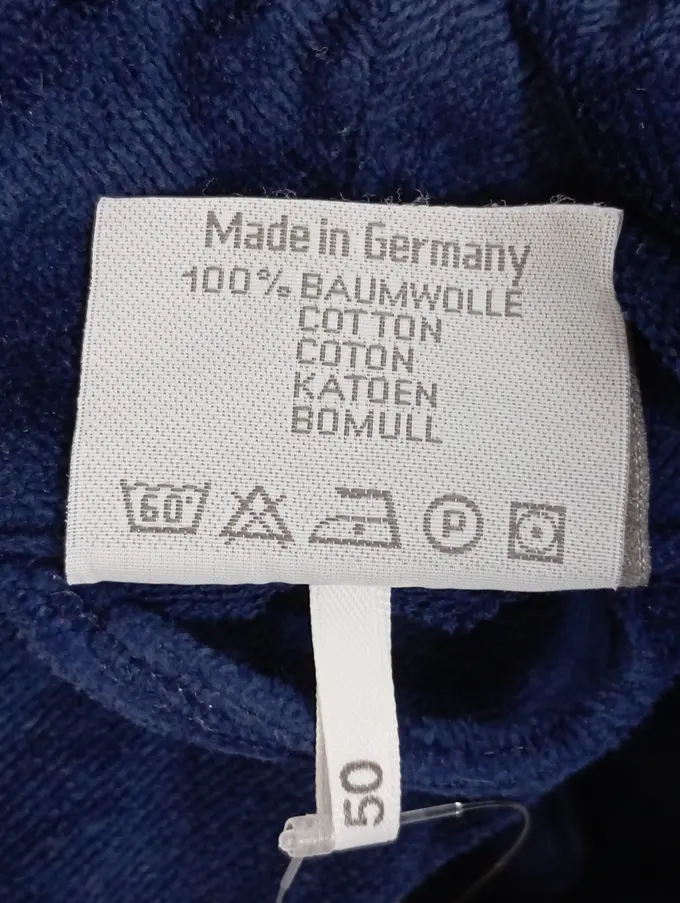 Made in Germany
100% BAUMWOLLE
COTTON
COTON
KATOEN
BOMULL
60°
P
50